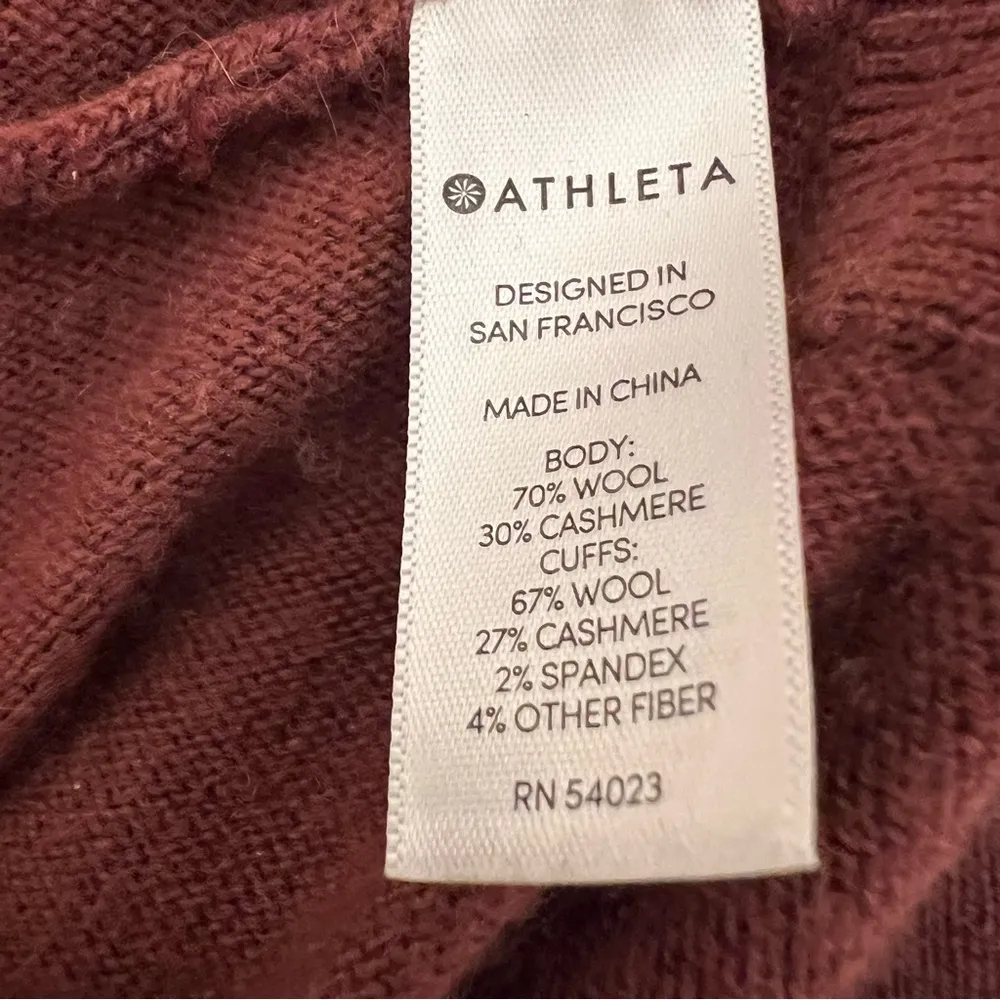 ATHLETA
DESIGNED IN
SAN FRANCISCO
MADE IN CHINA
BODY:
70% WOOL
30% CASHMERE
CUFFS:
67% WOOL
27% CASHMERE
2% SPANDEX
4% OTHER FIBER
RN 54023